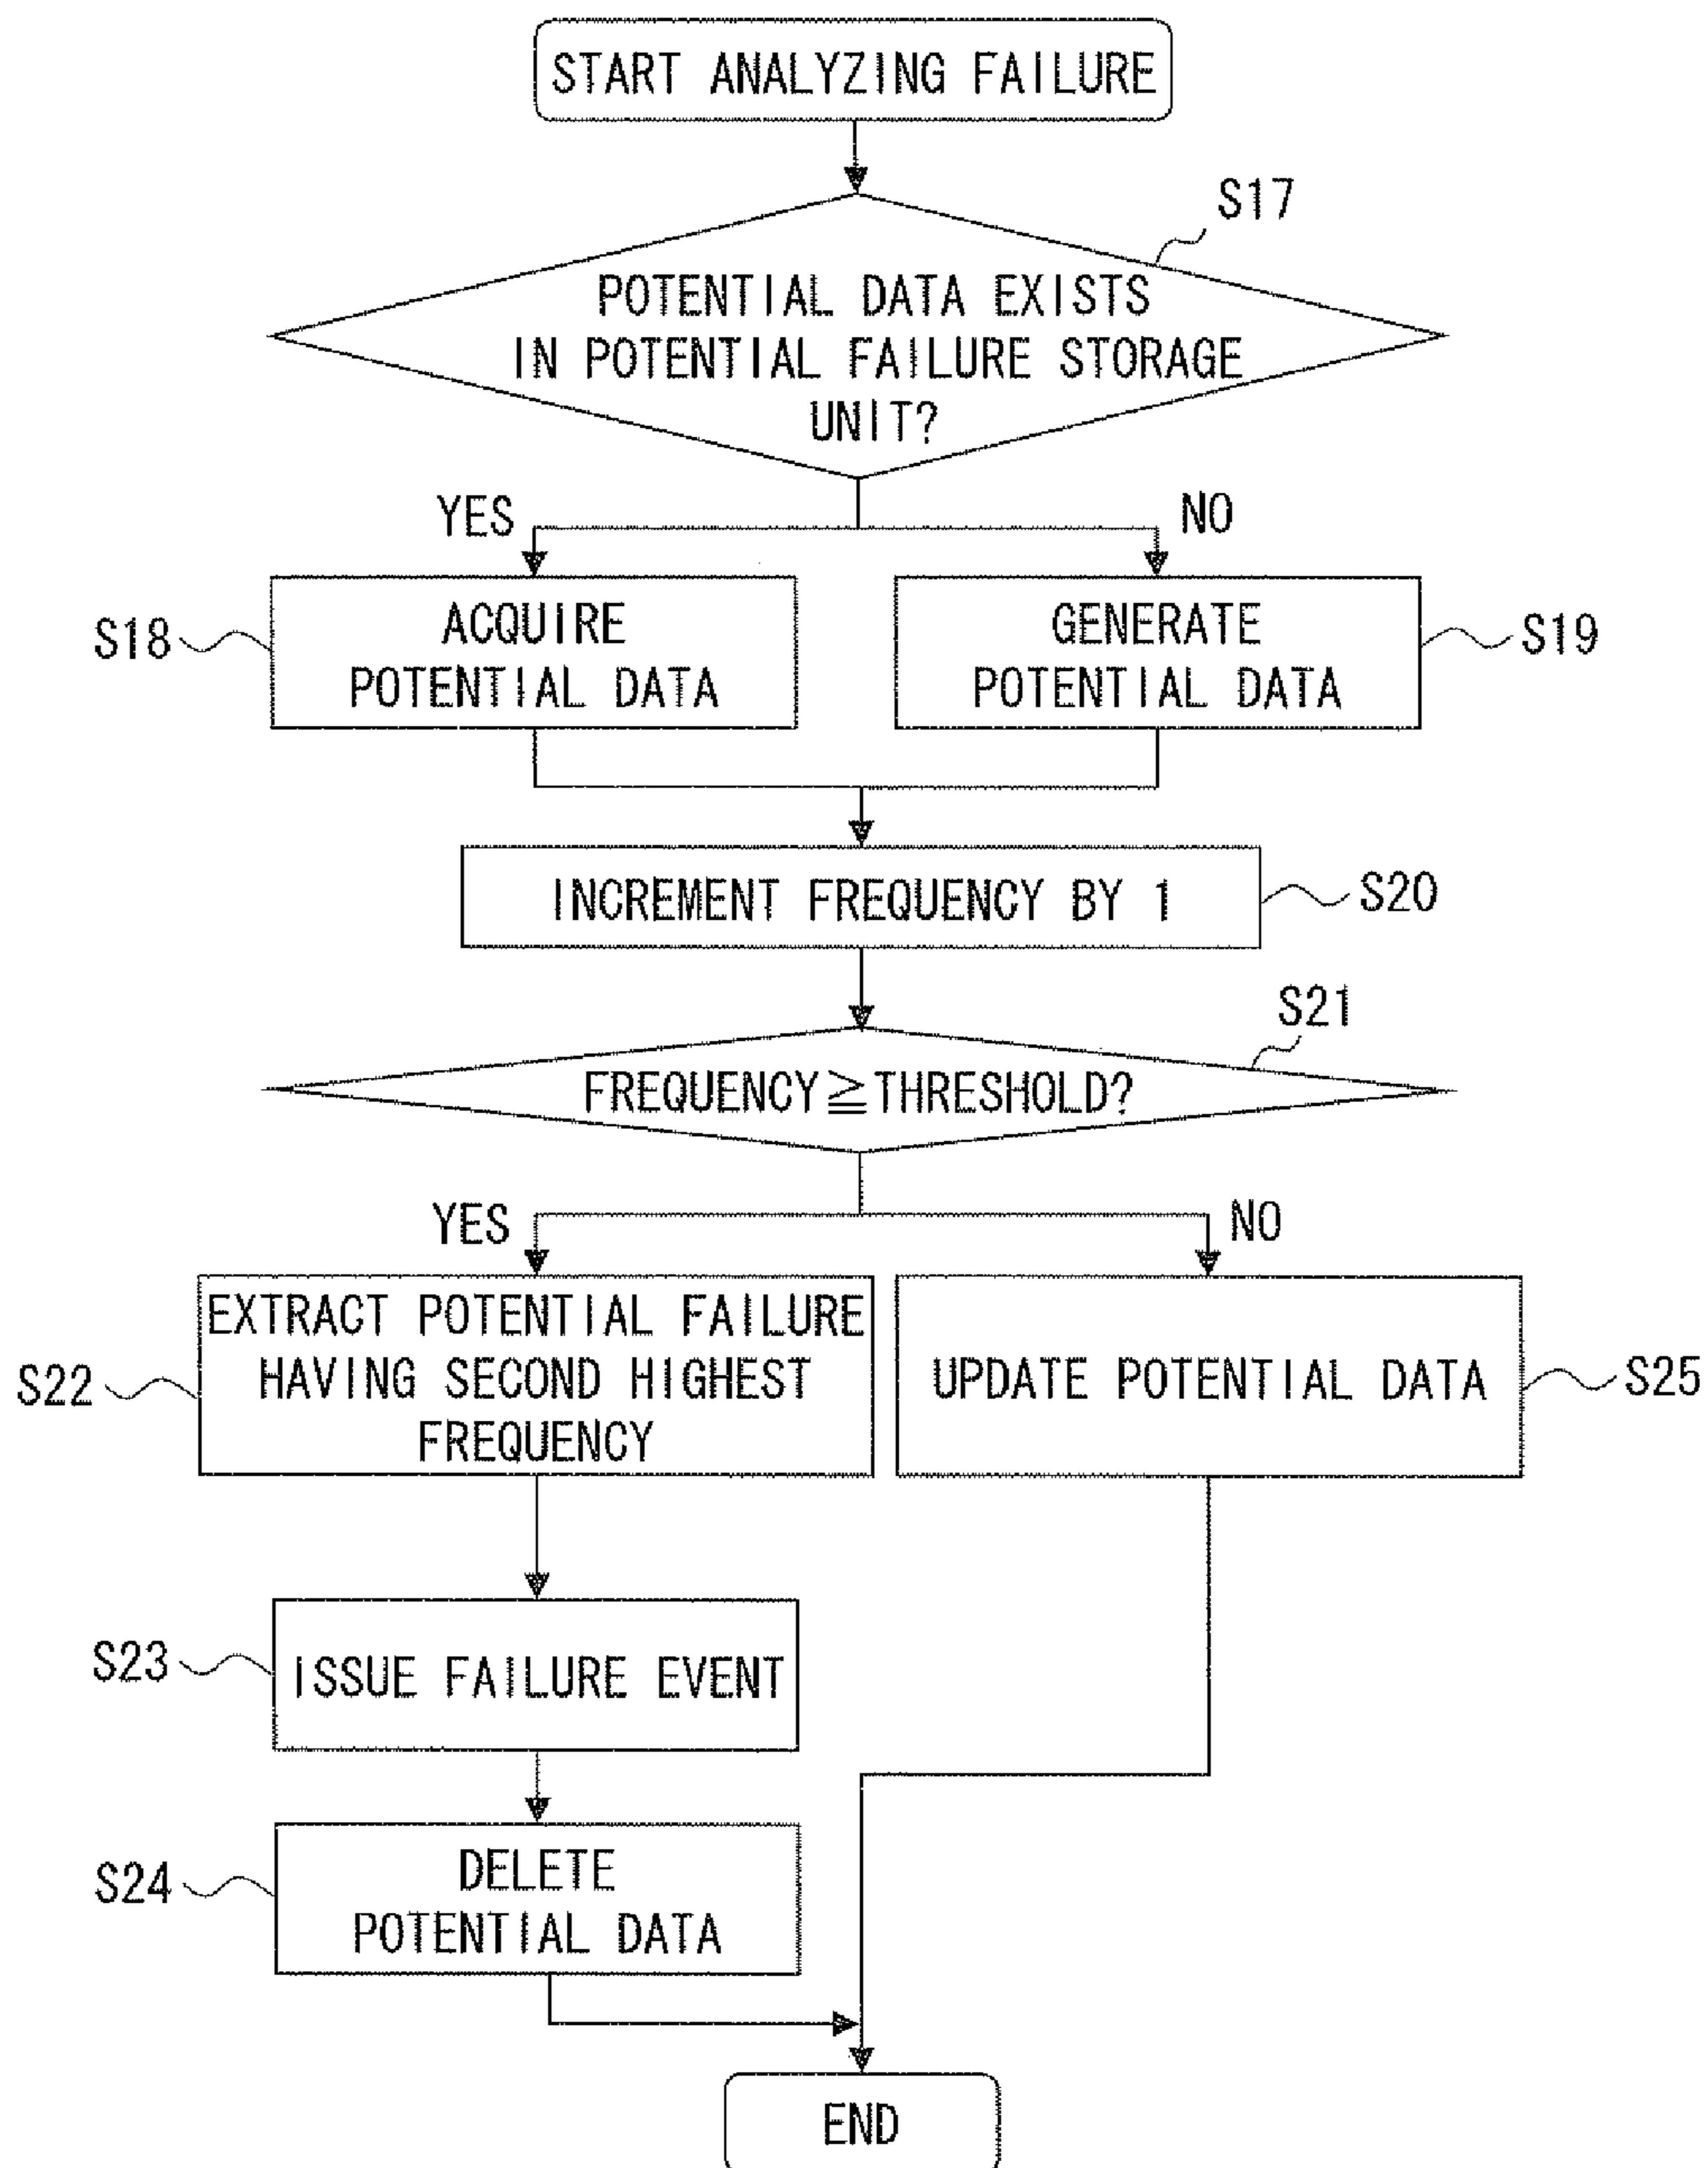 START ANALYZING FAILURE
S17
POTENTIAL DATA EXISTS
IN POTENTIAL FAILURE STORAGE
UNIT?
YES
NO
S18
ACQUIRE
POTENTIAL DATA
GENERATE
POTENTIAL DATA
S19
INCREMENT FREQUENCY BY 1
S20
S21
FREQUENCY≧THRESHOLD?
YES
NO
S22
EXTRACT POTENTIAL FAILURE
HAVING SECOND HIGHEST
FREQUENCY
UPDATE POTENTIAL DATA
S25
S23
ISSUE FAILURE EVENT
S24
DELETE
POTENTIAL DATA
END